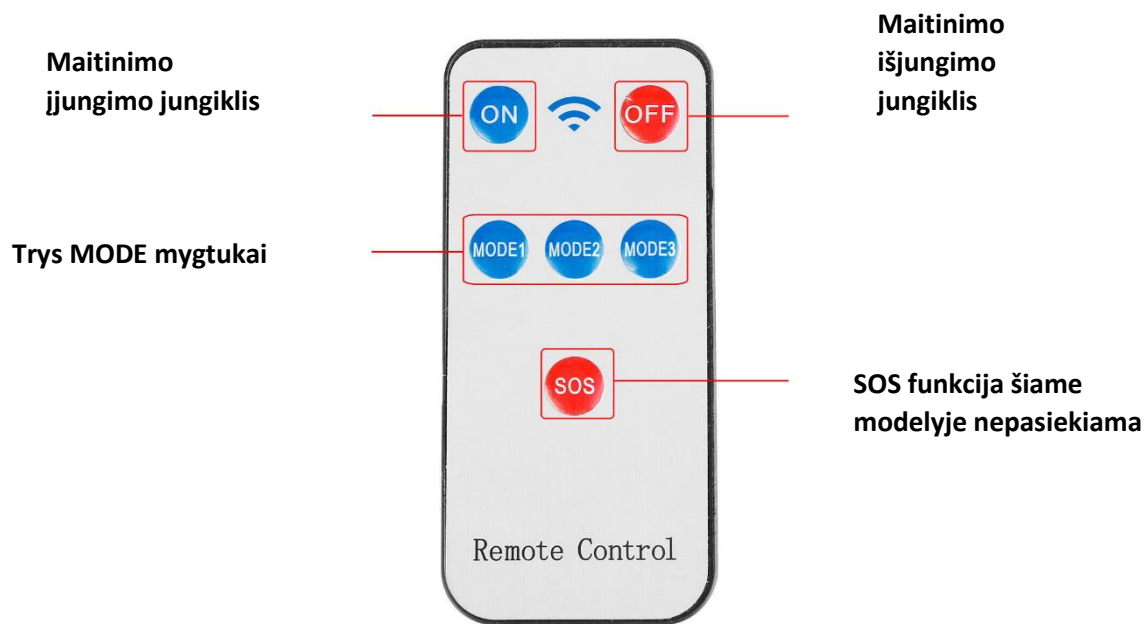 Maitinimo
įjungimo jungiklis
Maitinimo
išjungimo
jungiklis
ON
OFF
Trys MODE mygtukai
MODE1 MODE2 MODE3
SOS
SOS funkcija šiame
modelyje nepasiekiama
Remote Control